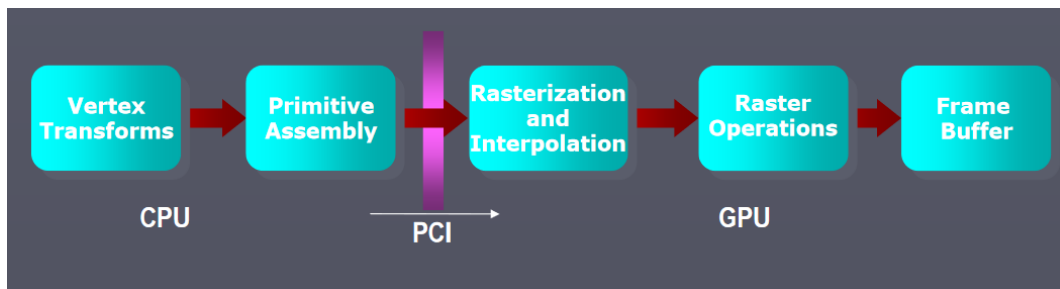 Vertex
Transforms
Primitive
Assembly
Rasterization
and
Interpolation
Raster
Operations
Frame
Buffer
CPU
PCI
GPU